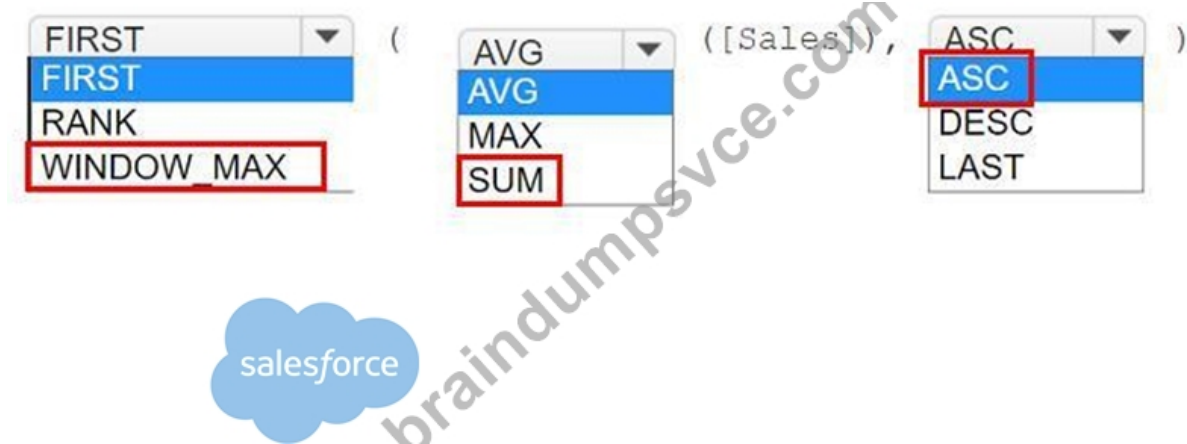 FIRST ( AVG ([Sales]), ASC )
FIRST AVG ASC
RANK MAX DESC
WINDOW_MAX SUM LAST
salesforce
braindumpsvce.com